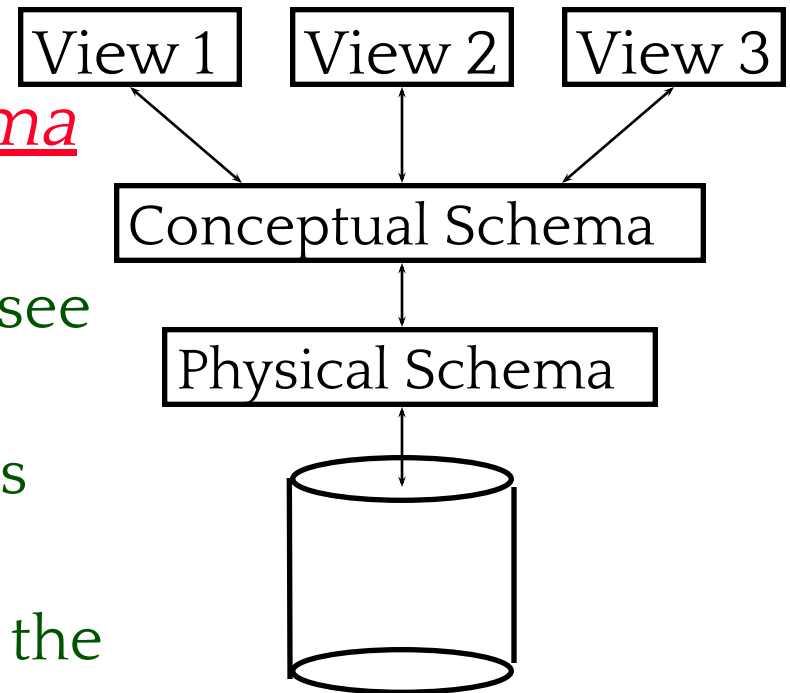 View 1 View 2 View 3
ma
Conceptual Schema
see
Physical Schema
s
the